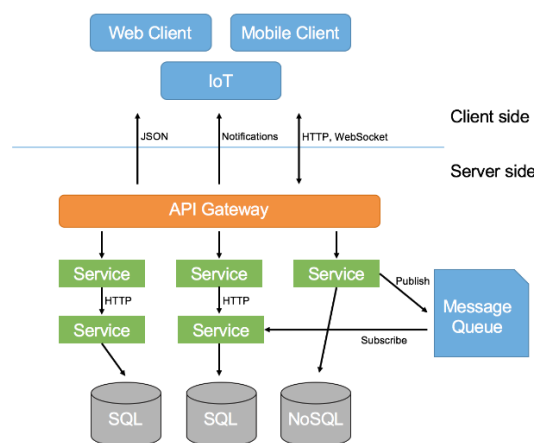 Web Client
Mobile Client
IoT
Client side
JSON
Notifications
HTTP, WebSocket
Server side
API Gateway
Service
Service
Service
Publish
HTTP
HTTP
Message
Queue
Service
Service
Subscribe
SQL
SQL
NoSQL